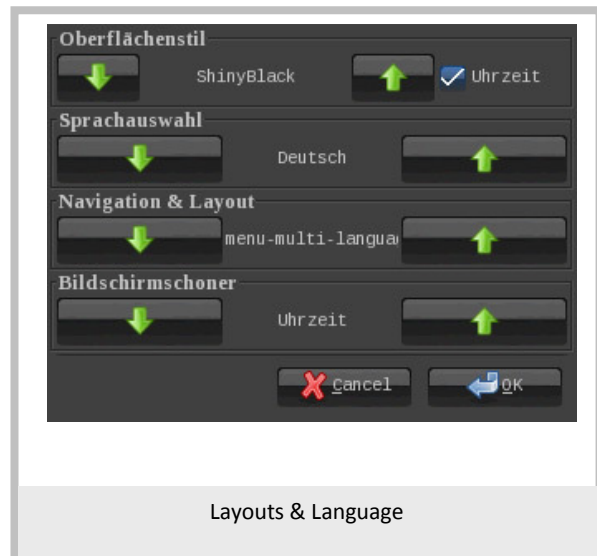 Oberflächenstil
ShinyBlack
Uhrzeit
Sprachauswahl
Deutsch
Navigation & Layout
menu-multi-langua
Bildschirmschoner
Uhrzeit
Cancel
OK
Layouts & Language